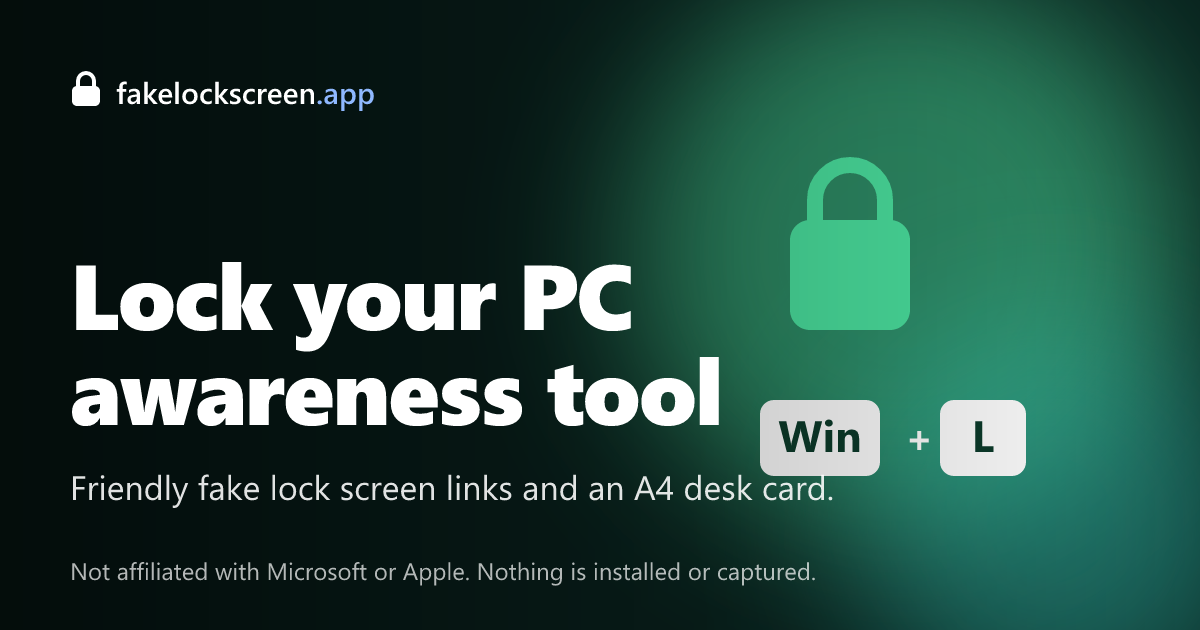 fakelockscreen.app
Lock your PC
awareness tool
Win + L
Friendly fake lock screen links and an A4 desk card.
Not affiliated with Microsoft or Apple. Nothing is installed or captured.